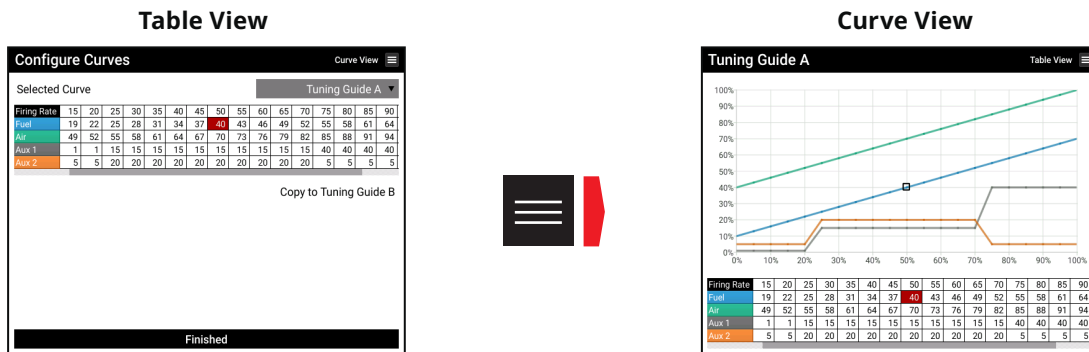 Table View
Configure Curves Curve View
Selected Curve Tuning Guide A
Firing Rate 15 20 25 30 35 40 45 50 55 60 65 70 75 80 85 90
Fuel 19 22 25 28 31 34 37 40 43 46 49 52 55 58 61 64
Air 49 52 55 58 61 64 67 70 73 76 79 82 85 88 91 94
Aux 1 1 1 15 15 15 15 15 15 15 15 15 15 40 40 40 40
Aux 2 5 5 20 20 20 20 20 20 20 20 20 20 5 5 5 5
Copy to Tuning Guide B
Finished
Curve View
Tuning Guide A Table View
100%
90%
80%
70%
60%
50%
40%
30%
20%
10%
0%
0% 10% 20% 30% 40% 50% 60% 70% 80% 90% 100%
Firing Rate 15 20 25 30 35 40 45 50 55 60 65 70 75 80 85 90
Fuel 19 22 25 28 31 34 37 40 43 46 49 52 55 58 61 64
Air 49 52 55 58 61 64 67 70 73 76 79 82 85 88 91 94
Aux 1 1 1 15 15 15 15 15 15 15 15 15 15 40 40 40 40
Aux 2 5 5 20 20 20 20 20 20 20 20 20 20 5 5 5 5